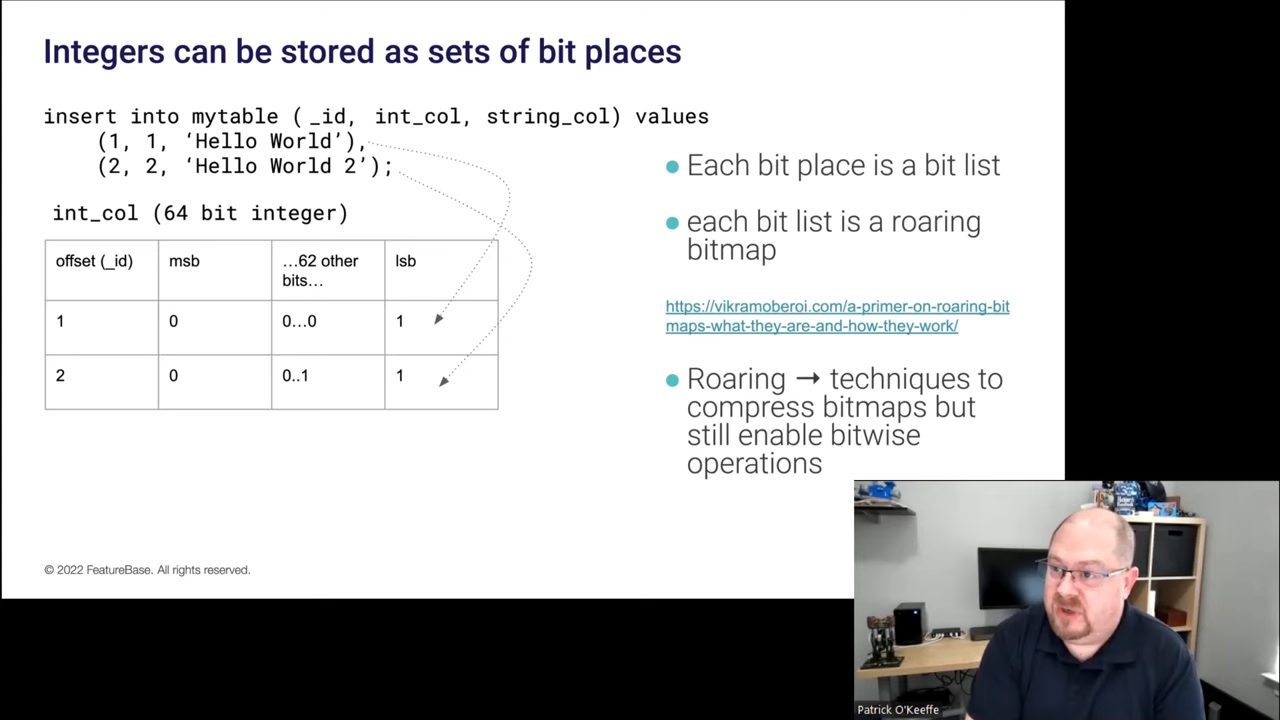 Integers can be stored as sets of bit places
insert into mytable ( _id, int_col, string_col) values
(1, 1, ‘Hello World’),
(2, 2, ‘Hello World 2’);
int_col (64 bit integer)
offset (_id) msb …62 other lsb
bits…
1 0 0…0 1
2 0 0..1 1
Each bit place is a bit list
each bit list is a roaring
bitmap
https://vikramoberoi.com/a-primer-on-roaring-bit
maps-what-they-are-and-how-they-work/
Roaring → techniques to
compress bitmaps but
still enable bitwise
operations
© 2022 FeatureBase. All rights reserved.
Patrick O'Keeffe